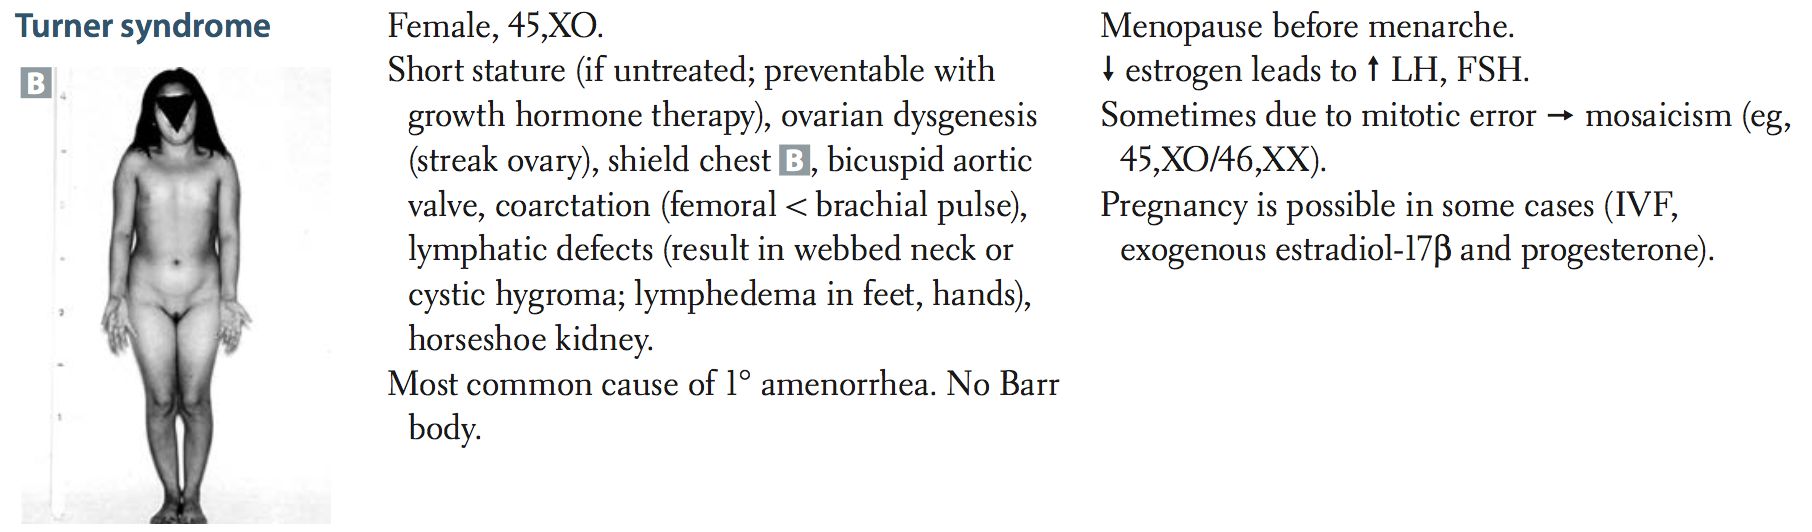 Turner syndrome
B
Female, 45,XO.
Short stature (if untreated; preventable with
growth hormone therapy), ovarian dysgenesis
(streak ovary), shield chest B, bicuspid aortic
valve, coarctation (femoral < brachial pulse),
lymphatic defects (result in webbed neck or
cystic hygroma; lymphedema in feet, hands),
horseshoe kidney.
Most common cause of 1° amenorrhea. No Barr
body.
Menopause before menarche.
↓ estrogen leads to ↑ LH, FSH.
Sometimes due to mitotic error → mosaicism (eg,
45,XO/46,XX).
Pregnancy is possible in some cases (IVF,
exogenous estradiol-17β and progesterone).